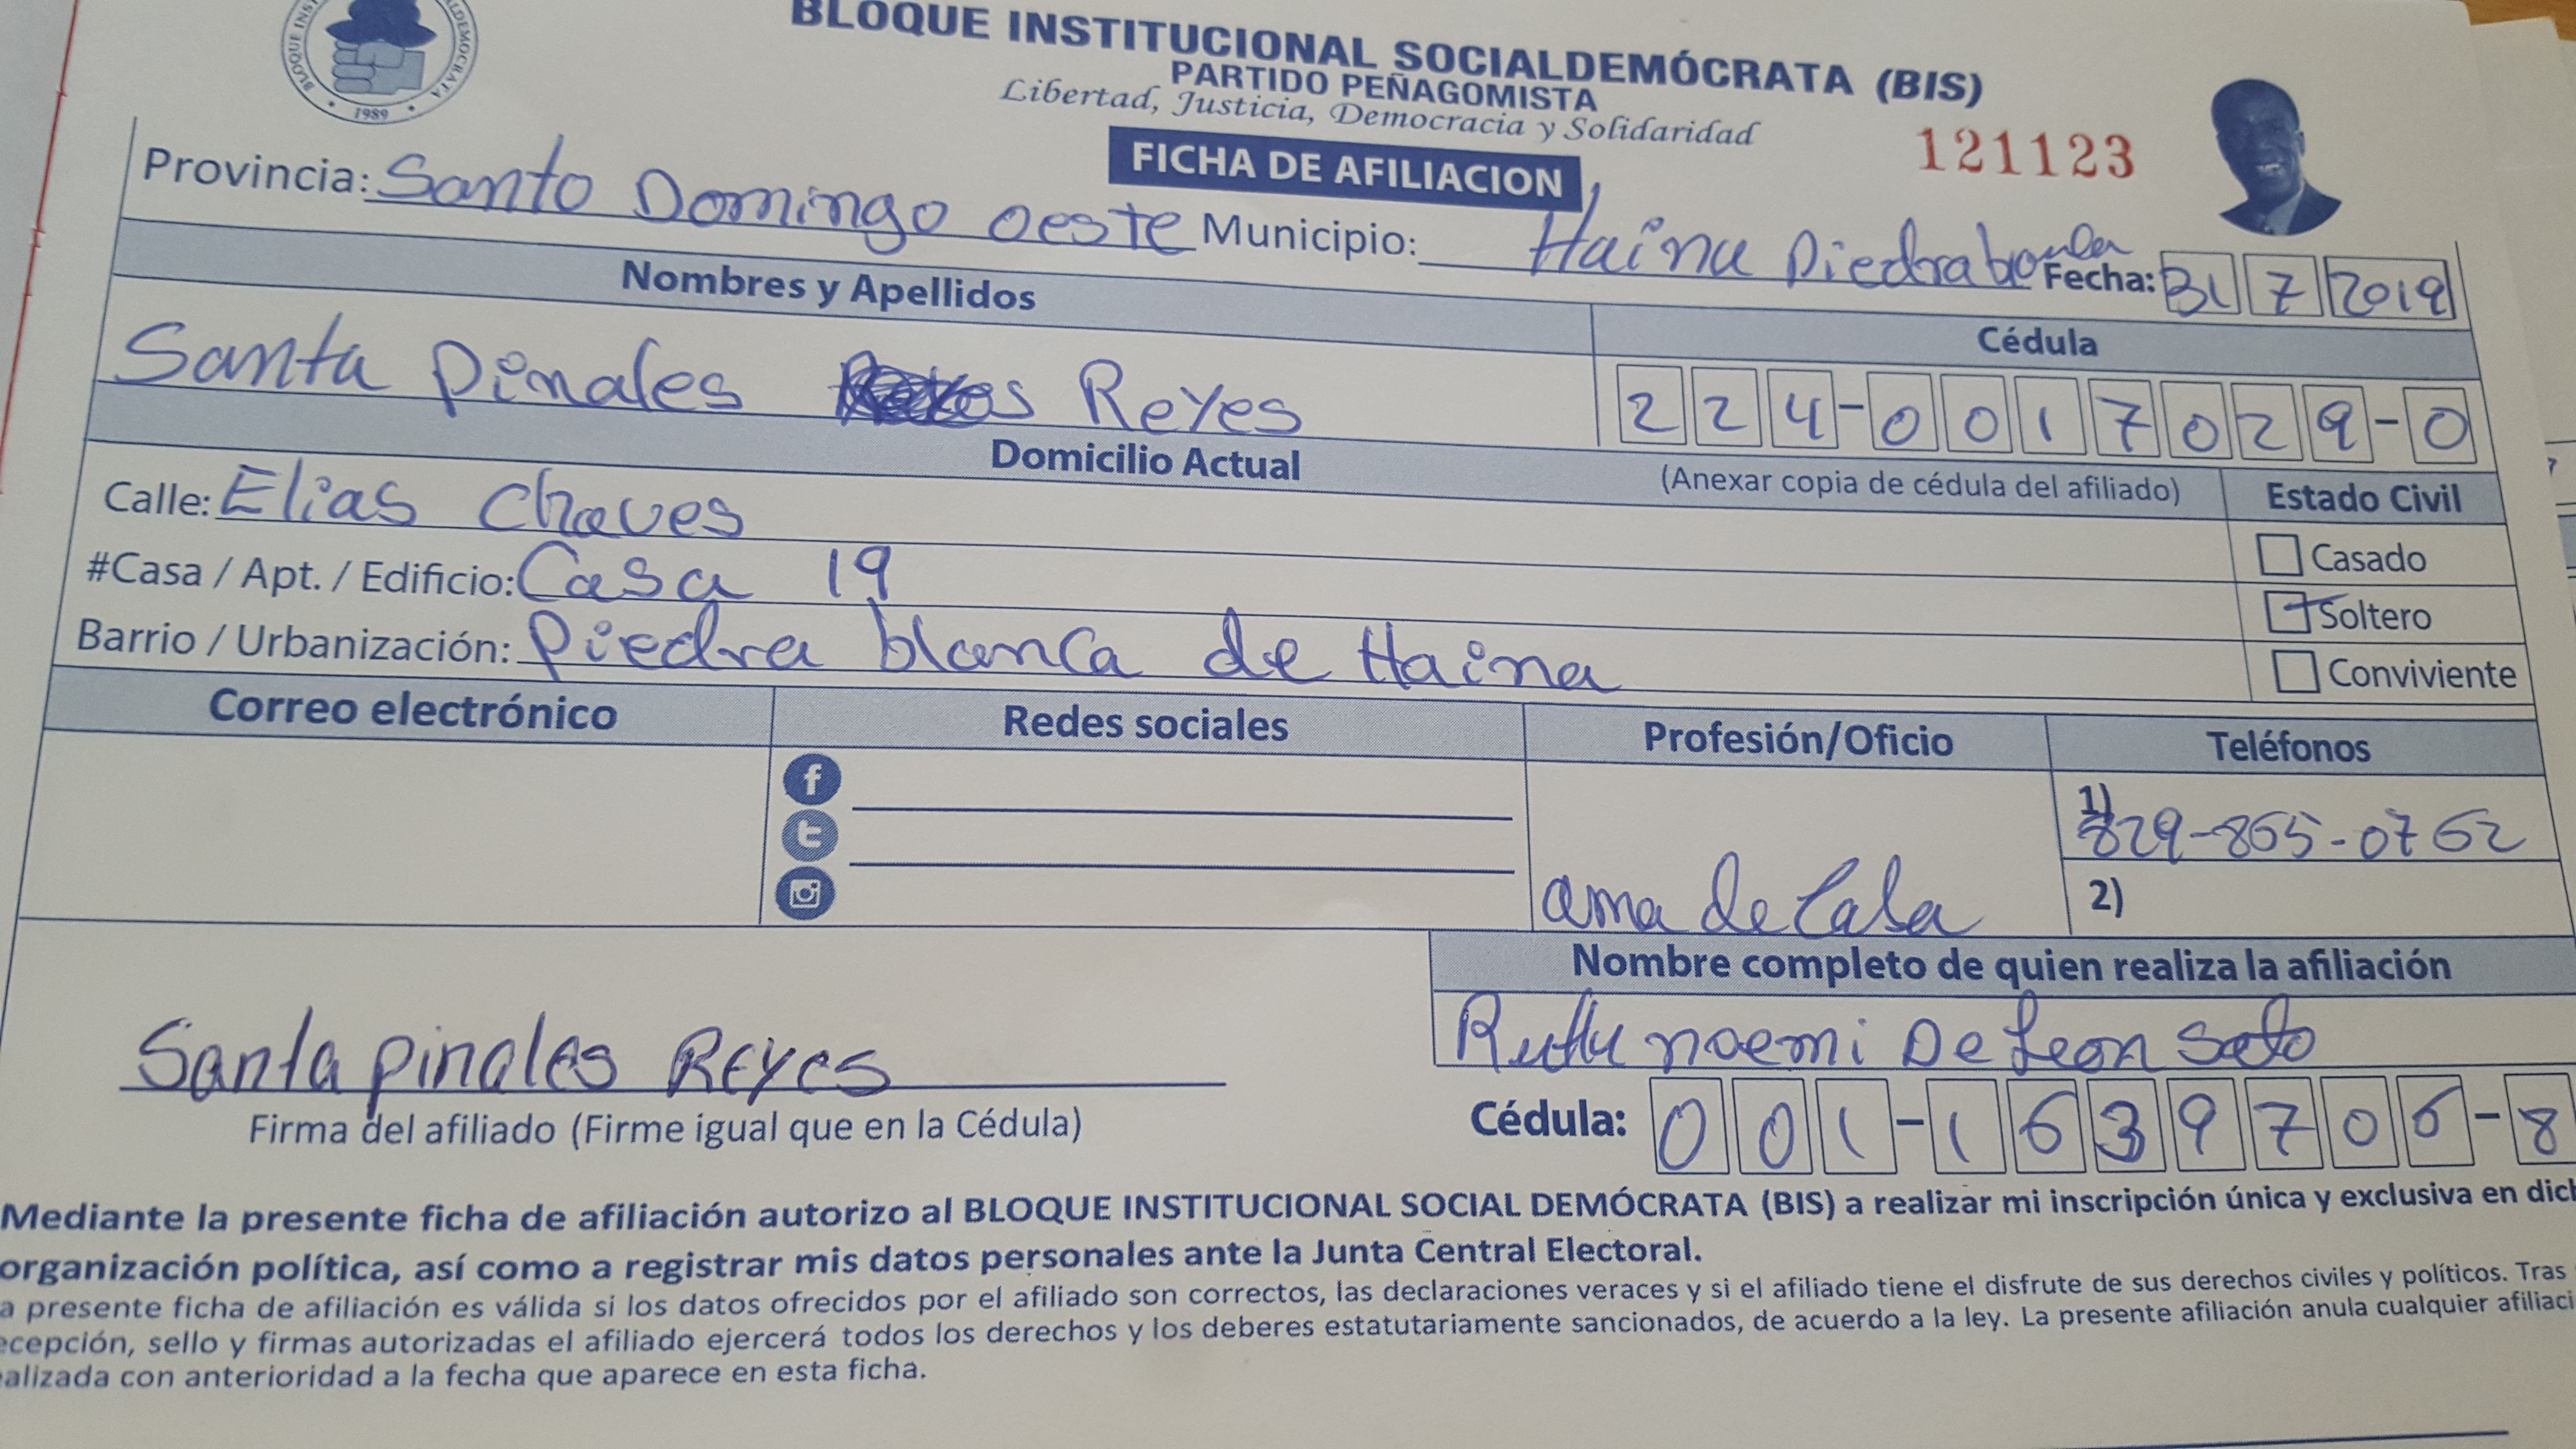 BLOQUE INSTITUCIONAL SOCIALDEMÓCRATA (BIS)
PARTIDO PEÑAGOMISTA
Libertad, Justicia, Democracia y Solidaridad
1989
FICHA DE AFILIACION
121123
Provincia: Santo Domingo oeste Municipio: Haina Piedra blanca Fecha: 31 7 2019
Nombres y Apellidos
Cédula
Santa Pinales Reyes
224-0017029-0
Domicilio Actual
(Anexar copia de cédula del afiliado)
Estado Civil
Calle: Elias Chaves
Casado
#Casa / Apt. / Edificio: Casa 19
Soltero
Barrio / Urbanización: Piedra blanca de Haina
Conviviente
Correo electrónico
Redes sociales
Profesión/Oficio
Teléfonos
1) 829-865-0762
ama de Casa
2)
Nombre completo de quien realiza la afiliación
Ruth noemi De Leon Soto
Santa pinales Reyes
Firma del afiliado (Firme igual que en la Cédula)
Cédula: 001-1639706-8
Mediante la presente ficha de afiliación autorizo al BLOQUE INSTITUCIONAL SOCIAL DEMÓCRATA (BIS) a realizar mi inscripción única y exclusiva en dich
organización política, así como a registrar mis datos personales ante la Junta Central Electoral.
a presente ficha de afiliación es válida si los datos ofrecidos por el afiliado son correctos, las declaraciones veraces y si el afiliado tiene el disfrute de sus derechos civiles y políticos. Tras
ecepción, sello y firmas autorizadas el afiliado ejercerá todos los derechos y los deberes estatutariamente sancionados, de acuerdo a la ley. La presente afiliación anula cualquier afiliaci
alizada con anterioridad a la fecha que aparece en esta ficha.